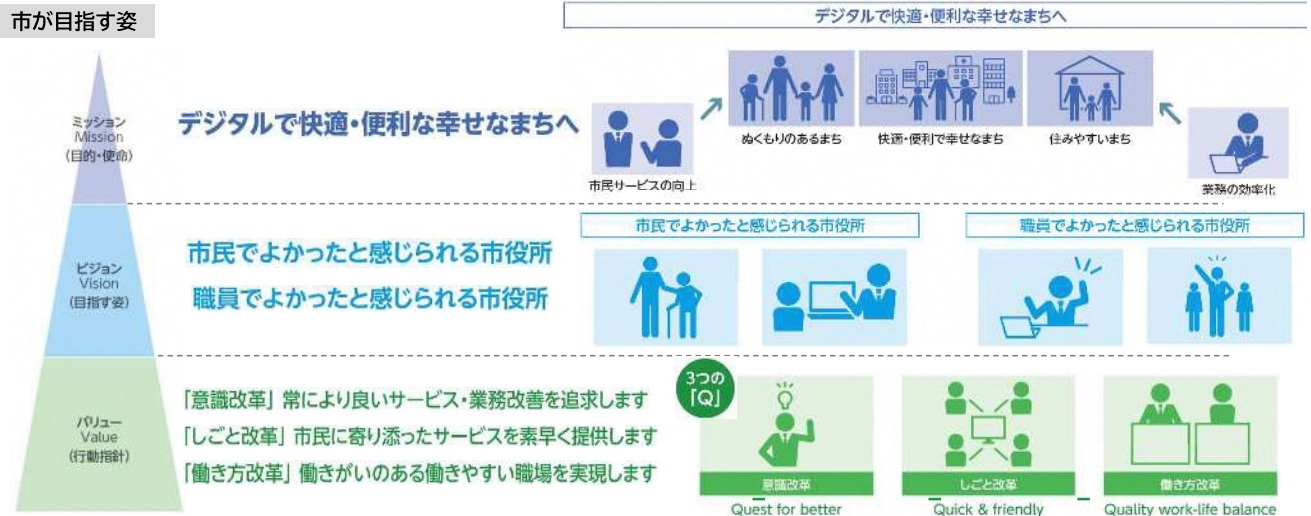 市が目指す姿
デジタルで快適・便利な幸せなまちへ
ミッション
Mission
(目的・使命)
デジタルで快適・便利な幸せなまちへ
市民サービスの向上
ぬくもりのあるまち
快適・便利で幸せなまち
住みやすいまち
業務の効率化
ビジョン
Vision
(目指す姿)
市民でよかったと感じられる市役所
職員でよかったと感じられる市役所
市民でよかったと感じられる市役所
職員でよかったと感じられる市役所
バリュー
Value
(行動指針)
「意識改革」常により良いサービス・業務改善を追求します
「しごと改革」市民に寄り添ったサービスを素早く提供します
「働き方改革」働きがいのある働きやすい職場を実現します
3つの
「Q」
意識改革
しごと改革
働き方改革
Quest for better
Quick & friendly
Quality work-life balance